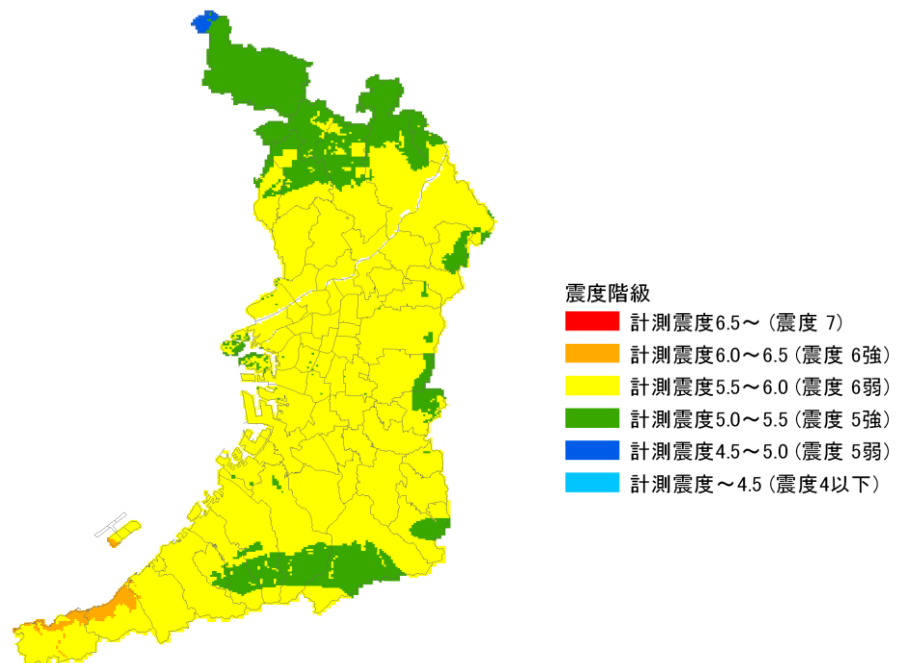 震度階級
計測震度6.5～ (震度 7)
計測震度6.0～6.5 (震度 6強)
計測震度5.5～6.0 (震度 6弱)
計測震度5.0～5.5 (震度 5強)
計測震度4.5～5.0 (震度 5弱)
計測震度～4.5 (震度4以下)